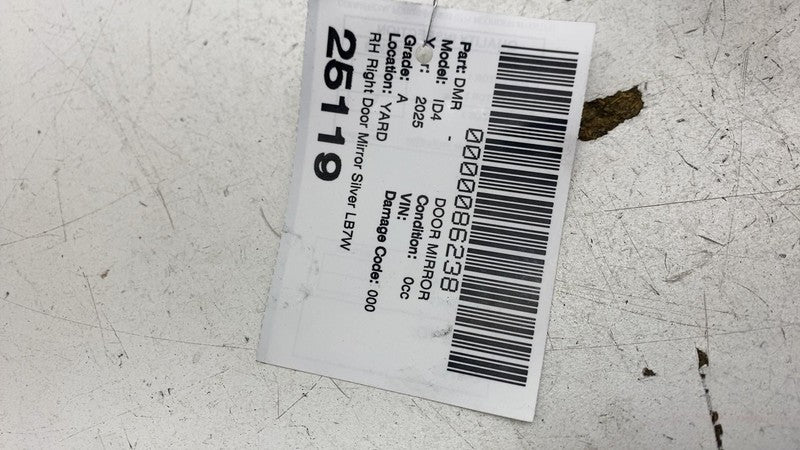 0000086238
Part: DMR - DOOR MIRROR
Model: ID4 Condition: 0cc
2025 VIN:
Grade: A Damage Code: 000
Location: YARD
RH Right Door Mirror Silver LB7W
25119